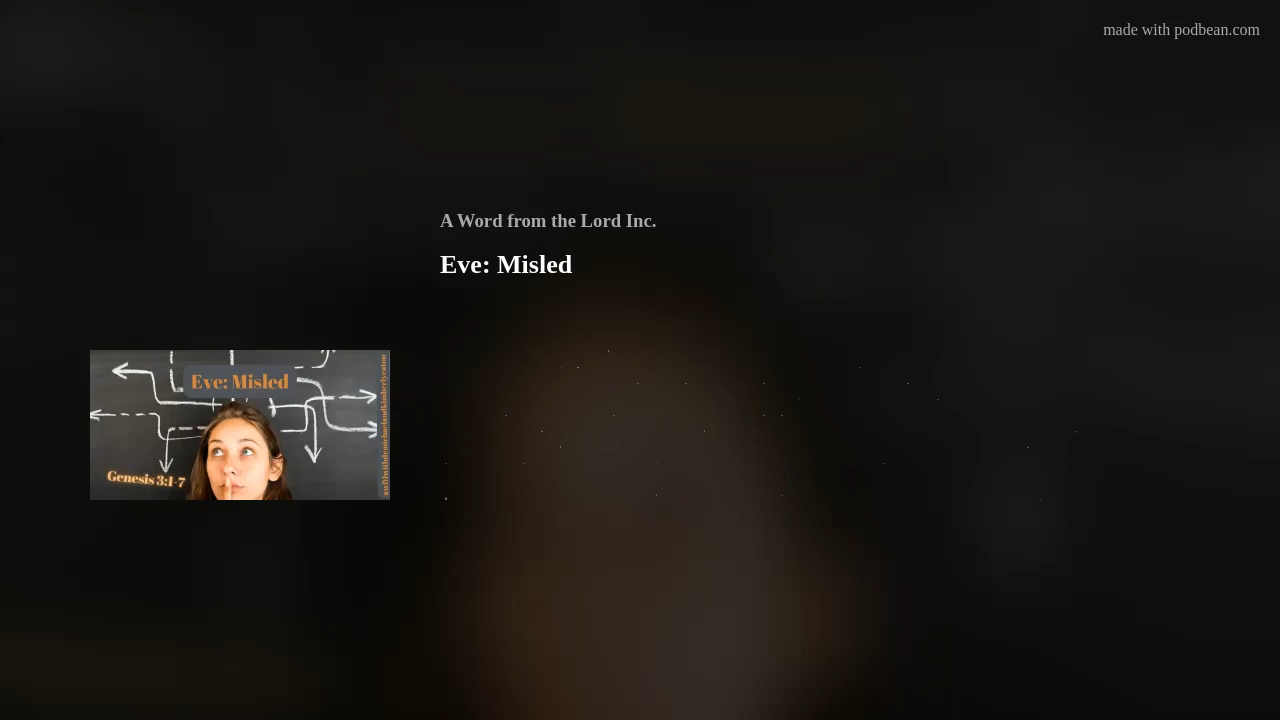 made with podbean.com
A Word from the Lord Inc.
Eve: Misled
Eve: Misled
Genesis 3:1-7